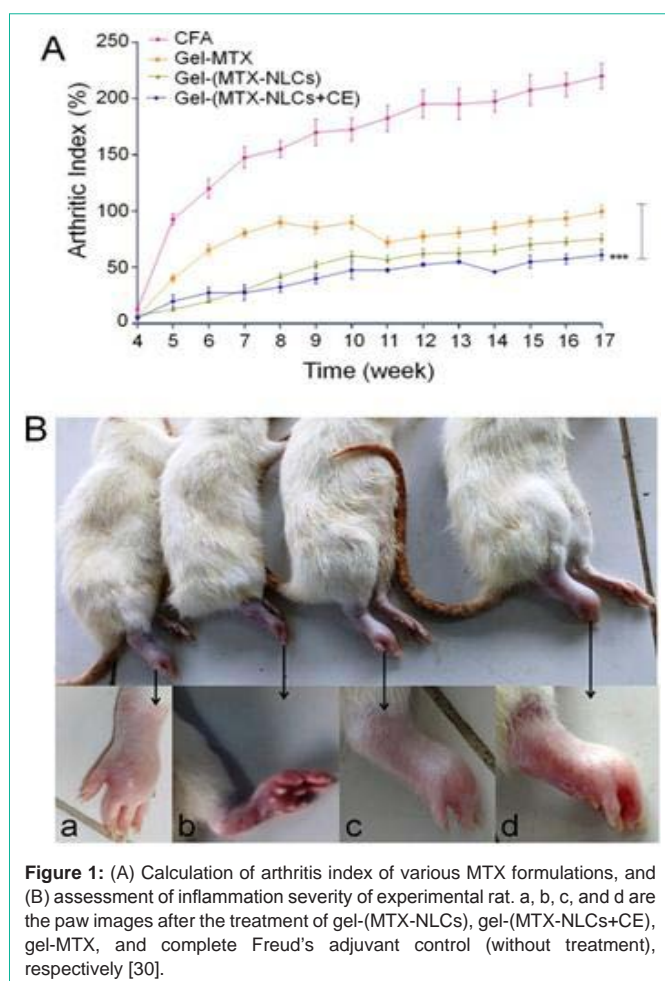 A
250
200
150
100
50
0
Arthritic Index (%)
CFA
Gel-MTX
Gel-(MTX-NLCs)
Gel-(MTX-NLCs+CE)
***
4 5 6 7 8 9 10 11 12 13 14 15 16 17
Time (week)
B
a b c d
Figure 1: (A) Calculation of arthritis index of various MTX formulations, and
(B) assessment of inflammation severity of experimental rat. a, b, c, and d are
the paw images after the treatment of gel-(MTX-NLCs), gel-(MTX-NLCs+CE),
gel-MTX, and complete Freud's adjuvant control (without treatment),
respectively [30].